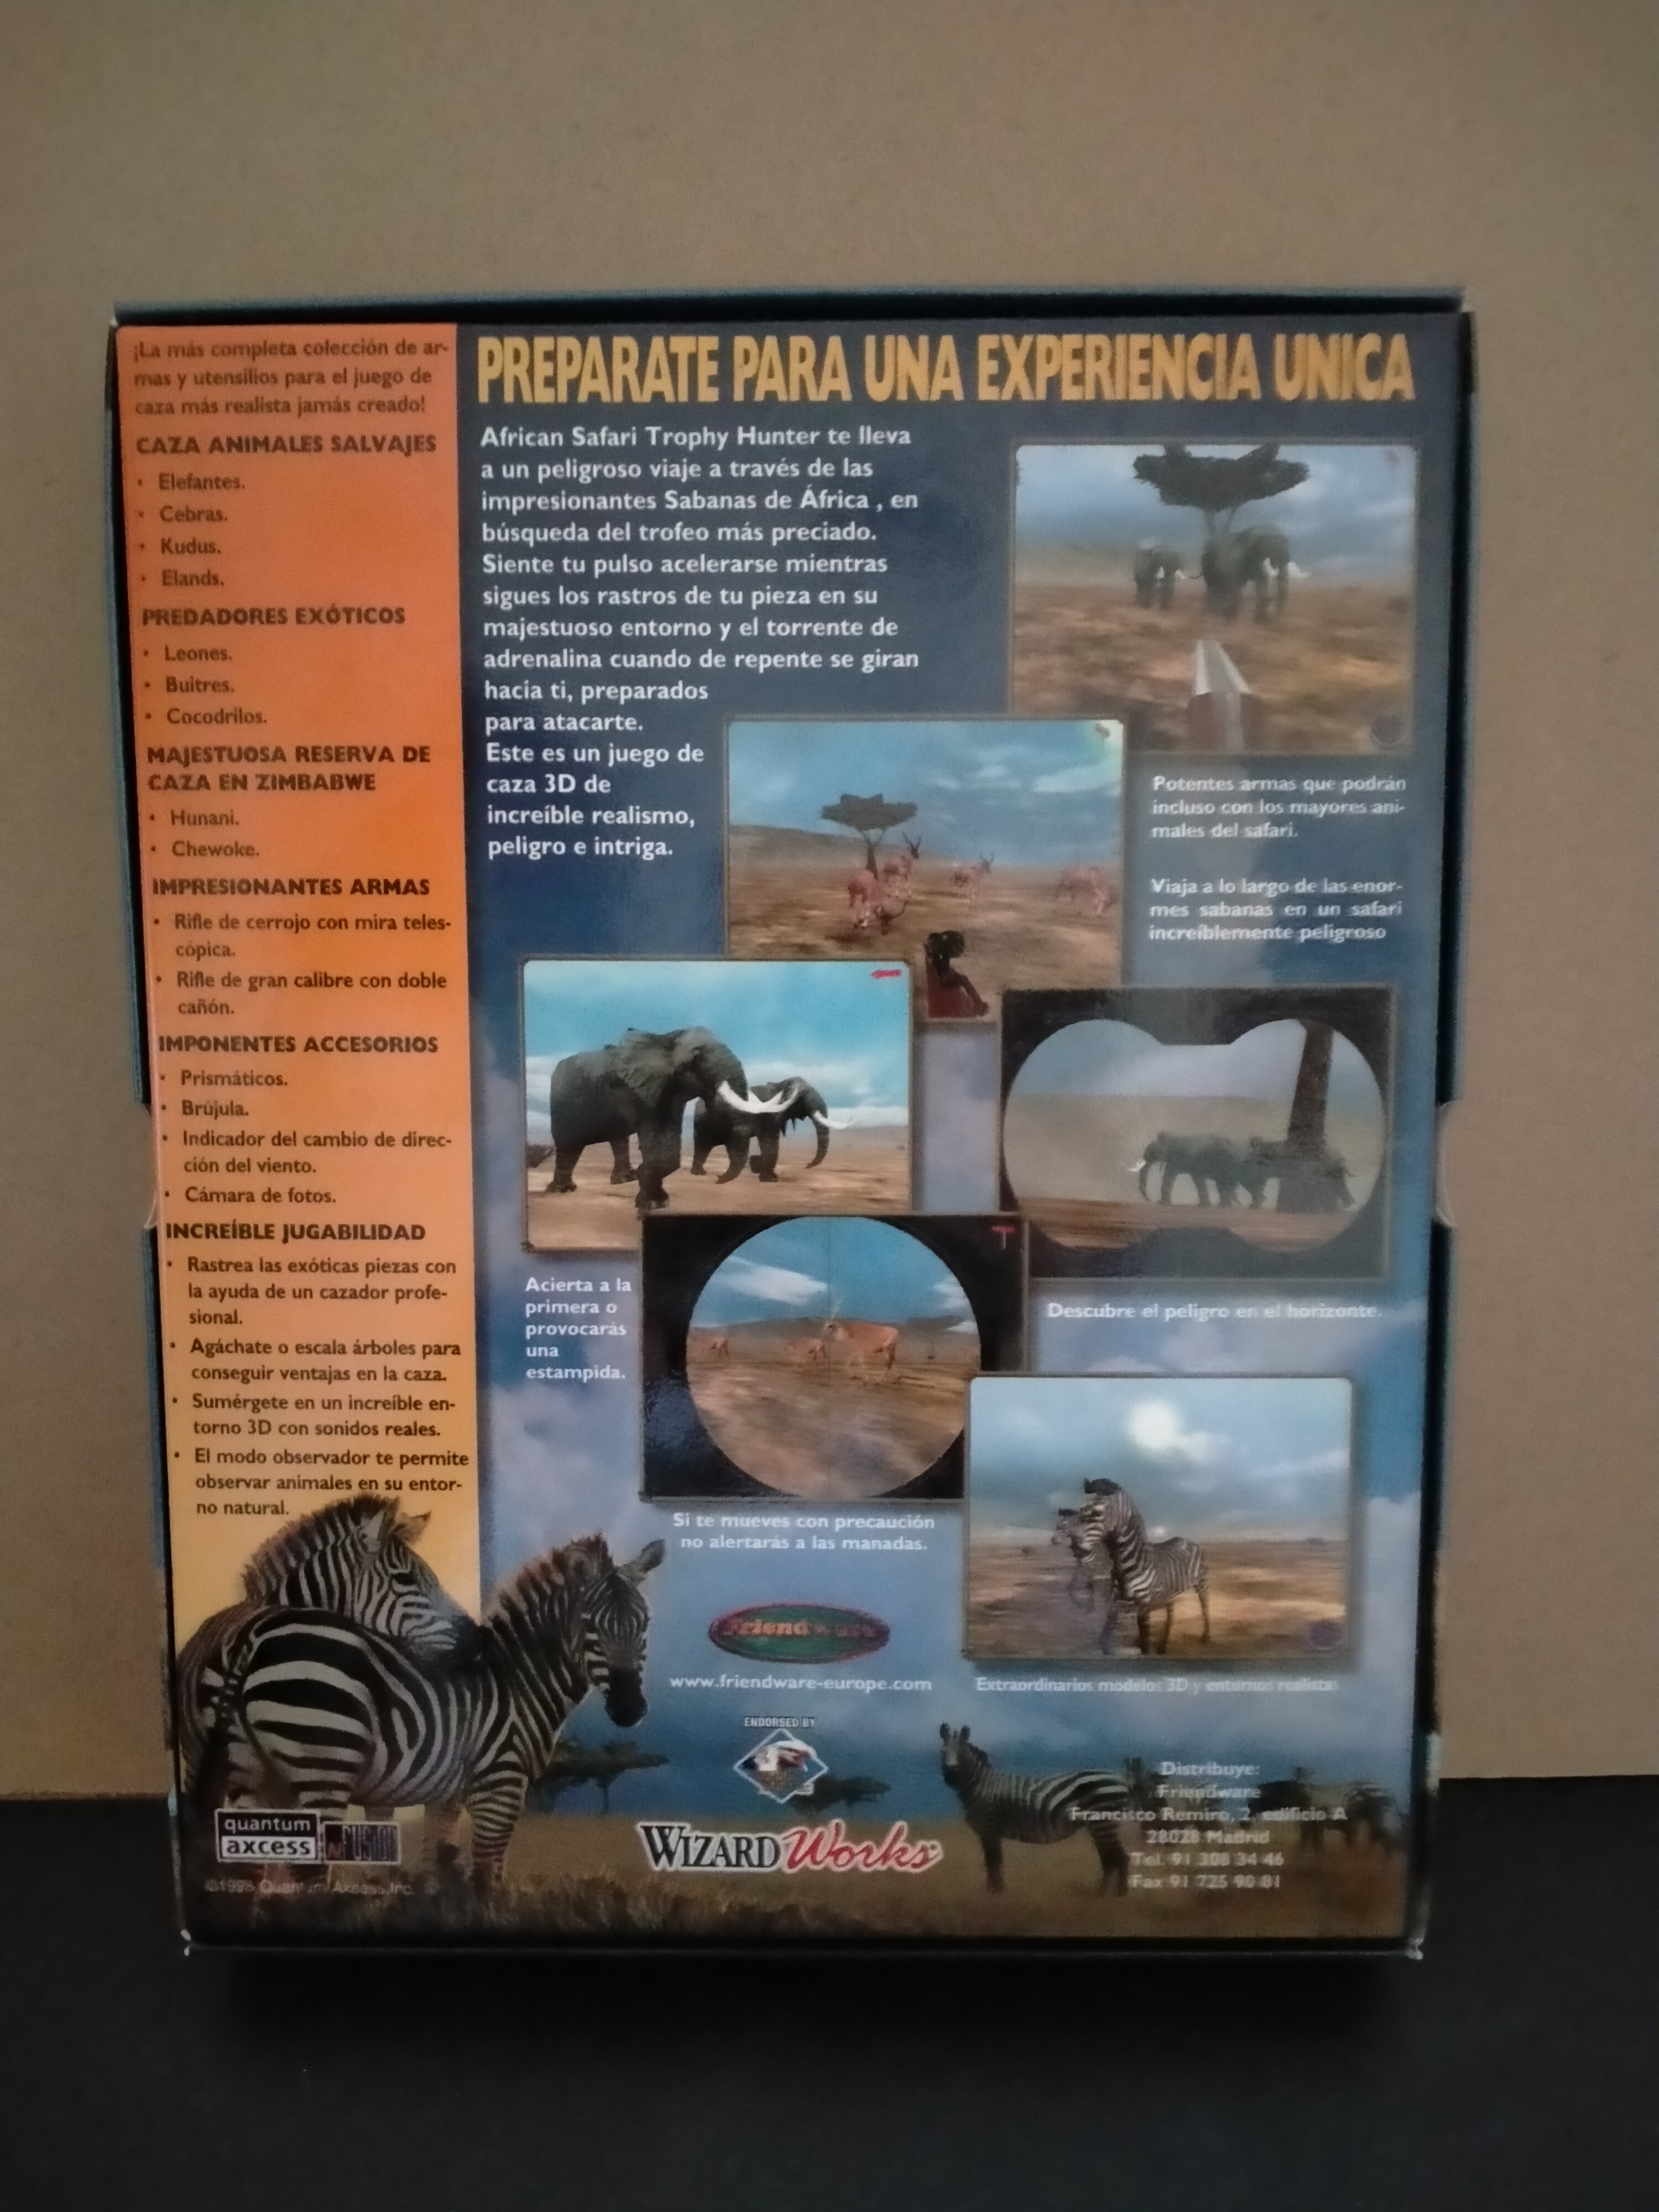 ¡La más completa colección de ar-
mas y utensilios para el juego de
caza más realista jamás creado!
CAZA ANIMALES SALVAJES
• Elefantes.
• Cebras.
• Kudus.
• Elands.
PREDADORES EXÓTICOS
• Leones.
• Buitres.
• Cocodrilos.
MAJESTUOSA RESERVA DE
CAZA EN ZIMBABWE
• Hunani.
• Chewoke.
IMPRESIONANTES ARMAS
• Rifle de cerrojo con mira teles-
cópica.
• Rifle de gran calibre con doble
cañón.
IMPONENTES ACCESORIOS
• Prismáticos.
• Brújula.
• Indicador del cambio de direc-
ción del viento.
• Cámara de fotos.
INCREÍBLE JUGABILIDAD
• Rastrea las exóticas piezas con
la ayuda de un cazador profe-
sional.
• Agáchate o escala árboles para
conseguir ventajas en la caza.
• Sumérgete en un increíble en-
torno 3D con sonidos reales.
• El modo observador te permite
observar animales en su entor-
no natural.
PREPARATE PARA UNA EXPERIENCIA UNICA
African Safari Trophy Hunter te lleva
a un peligroso viaje a través de las
impresionantes Sabanas de África , en
búsqueda del trofeo más preciado.
Siente tu pulso acelerarse mientras
sigues los rastros de tu pieza en su
majestuoso entorno y el torrente de
adrenalina cuando de repente se giran
hacia ti, preparados
para atacarte.
Este es un juego de
caza 3D de
increíble realismo,
peligro e intriga.
Potentes armas que podrán
incluso con los mayores ani-
males del safari.
Viaja a lo largo de las enor-
mes sabanas en un safari
increíblemente peligroso
Acierta a la
primera o
provocarás
una
estampida.
Descubre el peligro en el horizonte.
Si te mueves con precaución
no alertarás a las manadas.
Extraordinarios modelos 3D y entornos realistas
Friendware
www.friendware-europe.com
ENDORSED BY
WIZARDWorks
quantum
axcess
FUSION
©1998 Quantum Axcess, Inc.
Distribuye:
Friendware
Francisco Remiro, 2, edificio A
28028 Madrid
Tel. 91 308 34 46
Fax 91 725 90 81